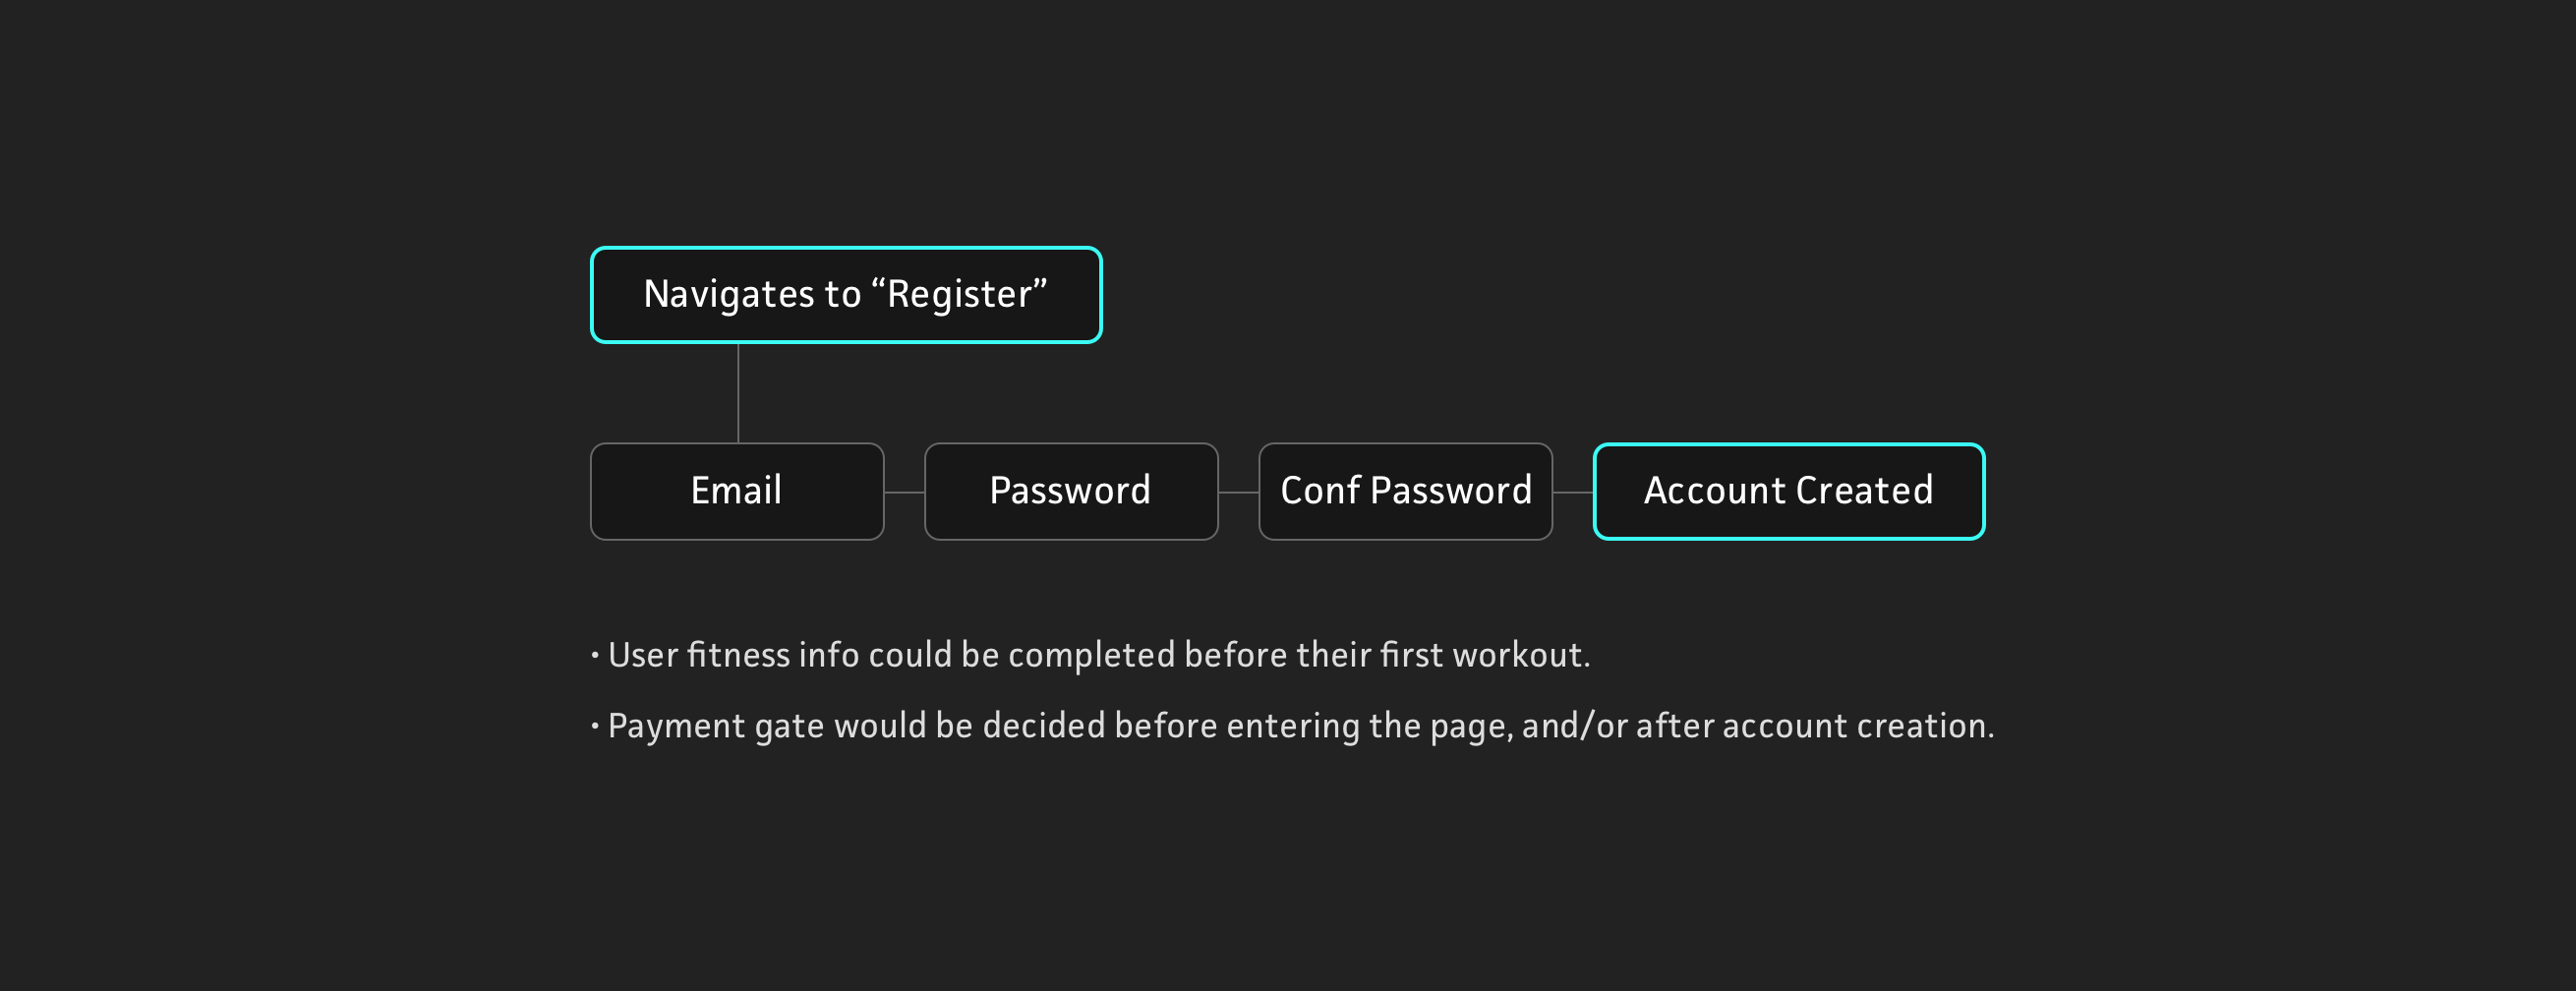 Navigates to “Register”
Email
Password
Conf Password
Account Created
• User fitness info could be completed before their first workout.
• Payment gate would be decided before entering the page, and/or after account creation.